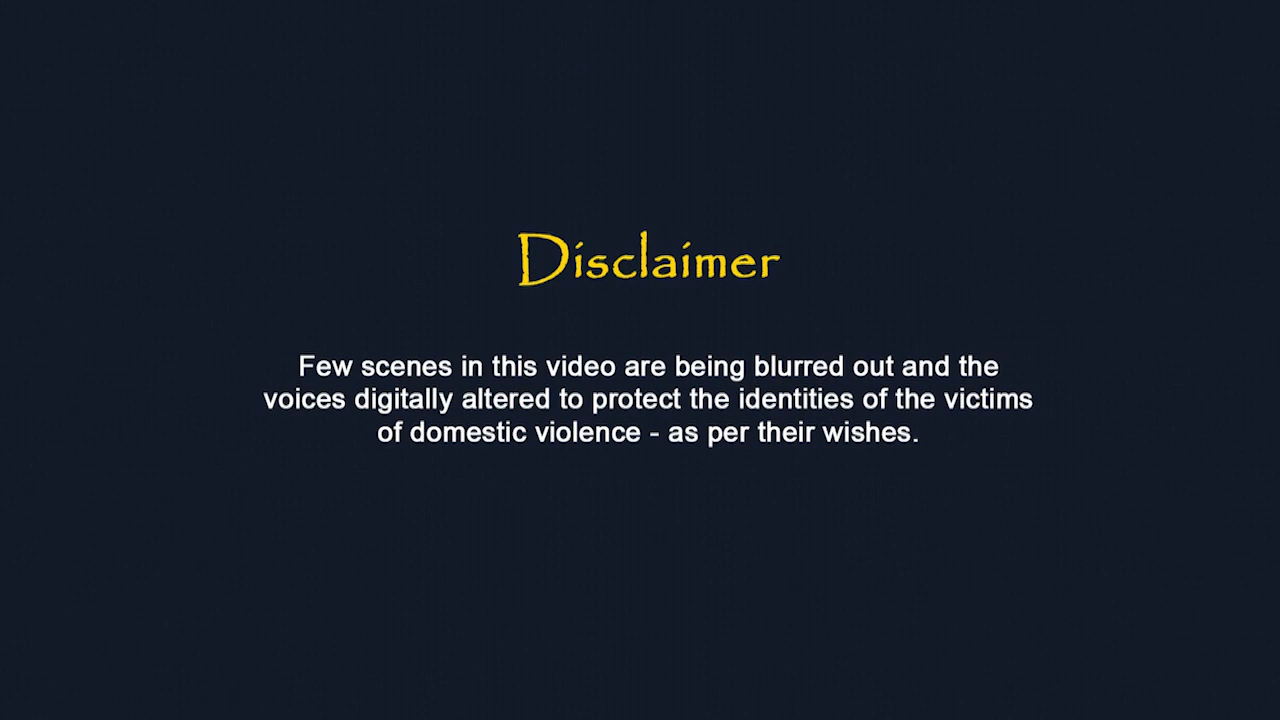 Disclaimer
Few scenes in this video are being blurred out and the
voices digitally altered to protect the identities of the victims
of domestic violence - as per their wishes.